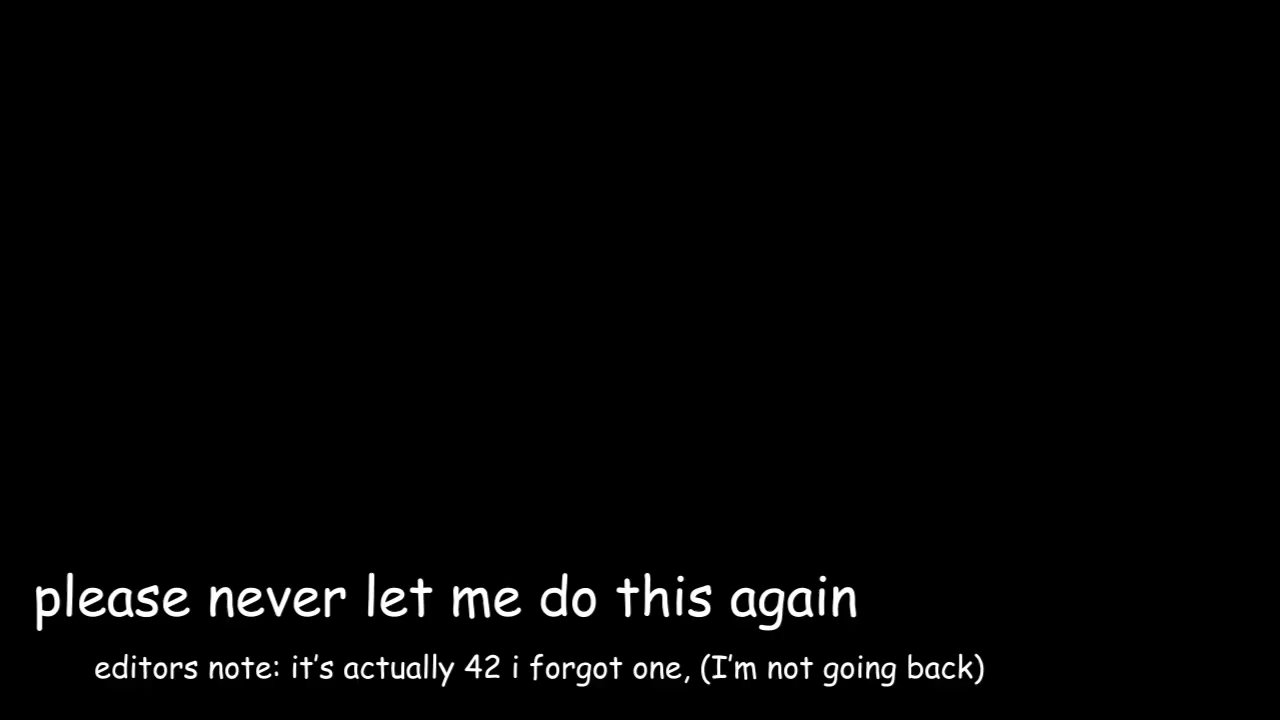 please never let me do this again
editors note: it's actually 42 i forgot one, (I'm not going back)